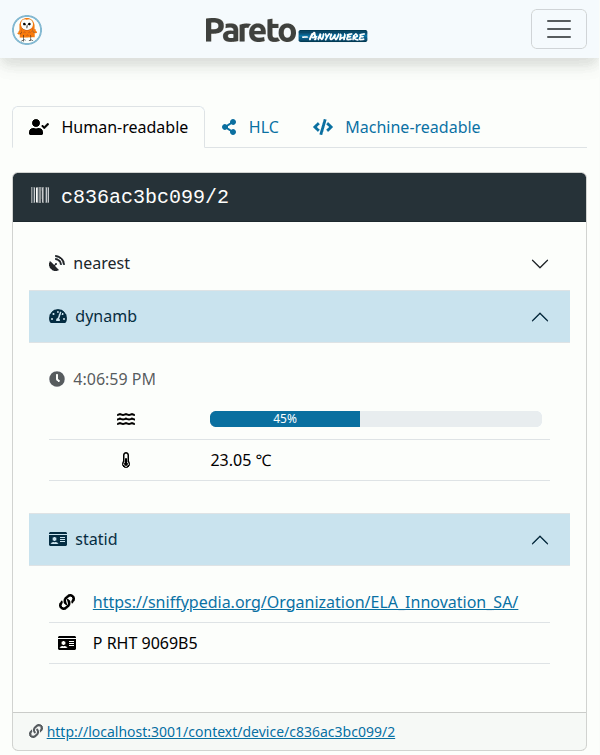 Pareto -ANYWHERE
Human-readable HLC Machine-readable
c836ac3bc099/2
nearest
dynamb
4:06:59 PM
45%
23.05 ℃
statid
https://sniffypedia.org/Organization/ELA_Innovation_SA/
P RHT 9069B5
http://localhost:3001/context/device/c836ac3bc099/2